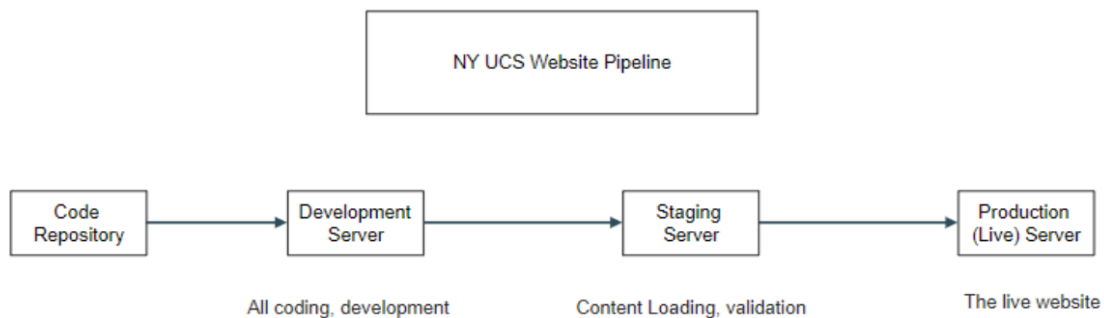 NY UCS Website Pipeline
Code
Repository
Development
Server
Staging
Server
Production
(Live) Server
All coding, development
Content Loading, validation
The live website